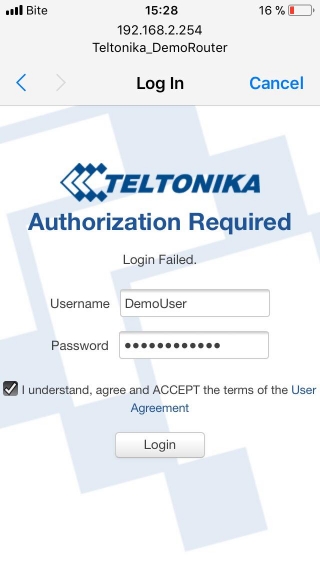 Bite 15:28 16 %
192.168.2.254
Teltonika_DemoRouter
Log In Cancel
TELTONIKA
Authorization Required
Login Failed.
Username DemoUser
Password ••••••••••••
I understand, agree and ACCEPT the terms of the User
Agreement
Login